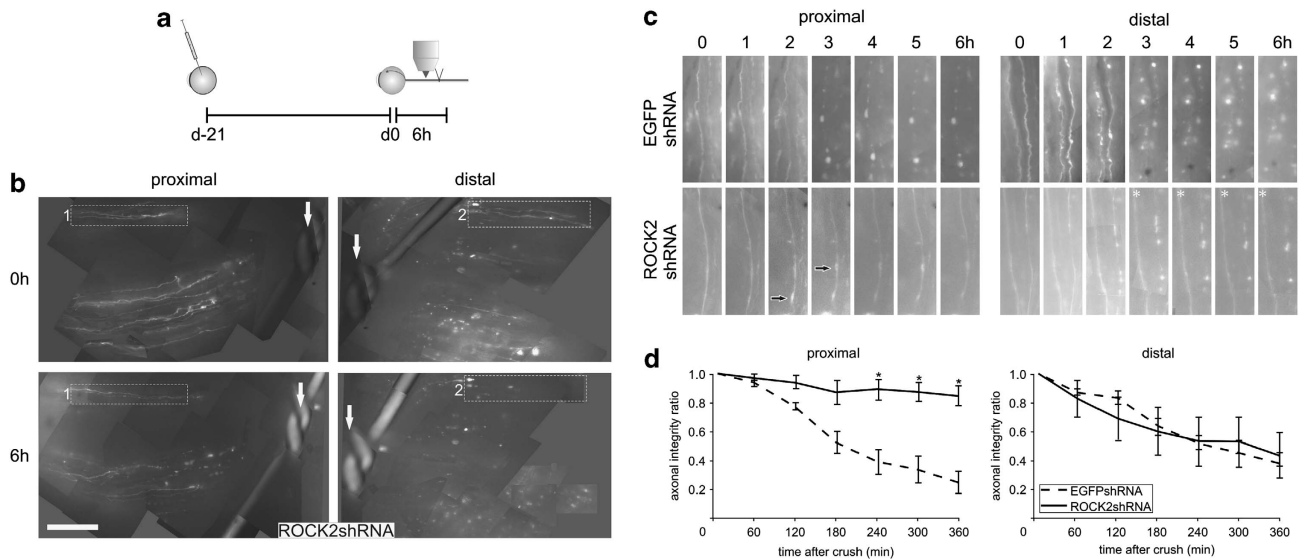 a
d-21
d0
6h
b
proximal
distal
0h
1
2
6h
1
2
ROCK2shRNA
c
proximal
distal
0 1 2 3 4 5 6h
0 1 2 3 4 5 6h
EGFP
shRNA
ROCK2
shRNA
* * * *
d
proximal
distal
axonal integrity ratio
1.0
0.8
0.6
0.4
0.2
* * *
0 60 120 180 240 300 360
time after crush (min)
axonal integrity ratio
1.0
0.8
0.6
0.4
0.2
EGFPshRNA
ROCK2shRNA
0 60 120 180 240 300 360
time after crush (min)